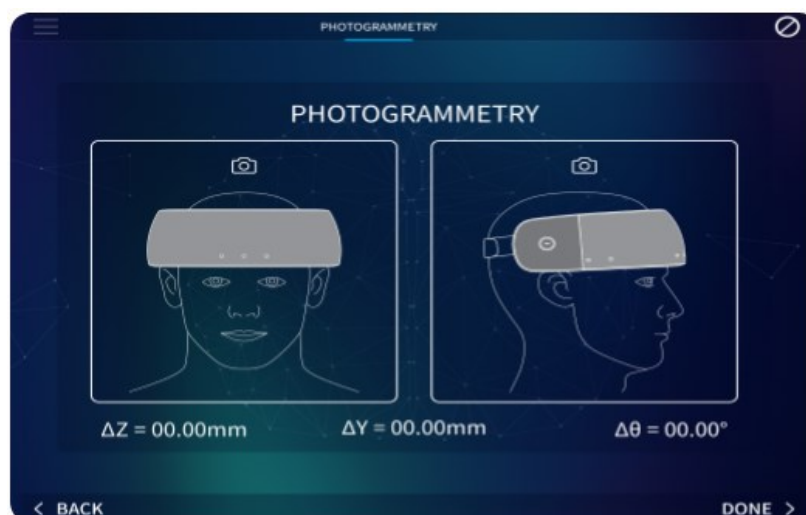 PHOTOGRAMMETRY
PHOTOGRAMMETRY
ΔZ = 00.00mm ΔY = 00.00mm Δθ = 00.00°
< BACK DONE >